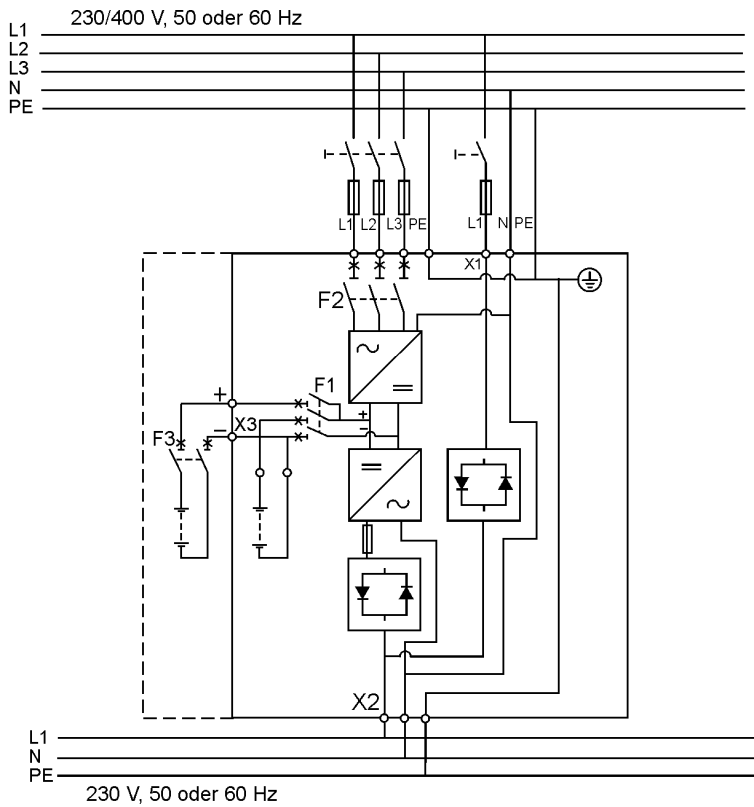 230/400 V, 50 oder 60 Hz
L1
L2
L3
N
PE
L1 L2 L3 PE L1 N PE
X1
F2
F1
+
+
F3
–
X3
–
X2
L1
N
PE
230 V, 50 oder 60 Hz